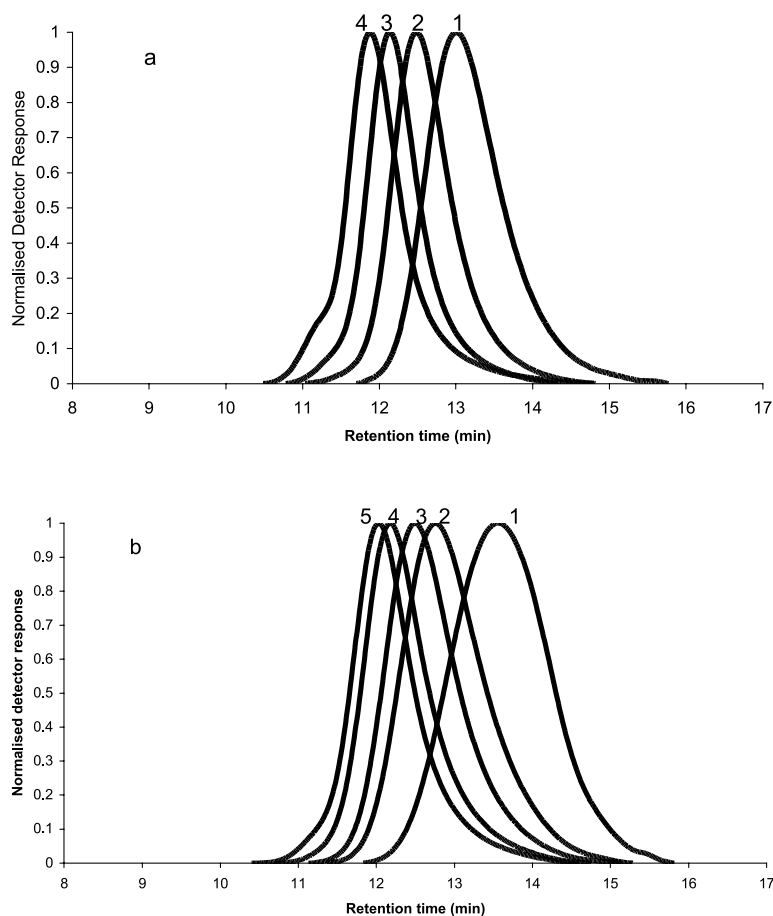 4 3 2 1
1
0.9
0.8
0.7
0.6
0.5
0.4
0.3
0.2
0.1
0
a
Normalised Detector Response
8 9 10 11 12 13 14 15 16 17
Retention time (min)
5 4 3 2 1
1
0.9
0.8
0.7
0.6
0.5
0.4
0.3
0.2
0.1
0
b
Normalised detector response
8 9 10 11 12 13 14 15 16 17
Retention time (min)